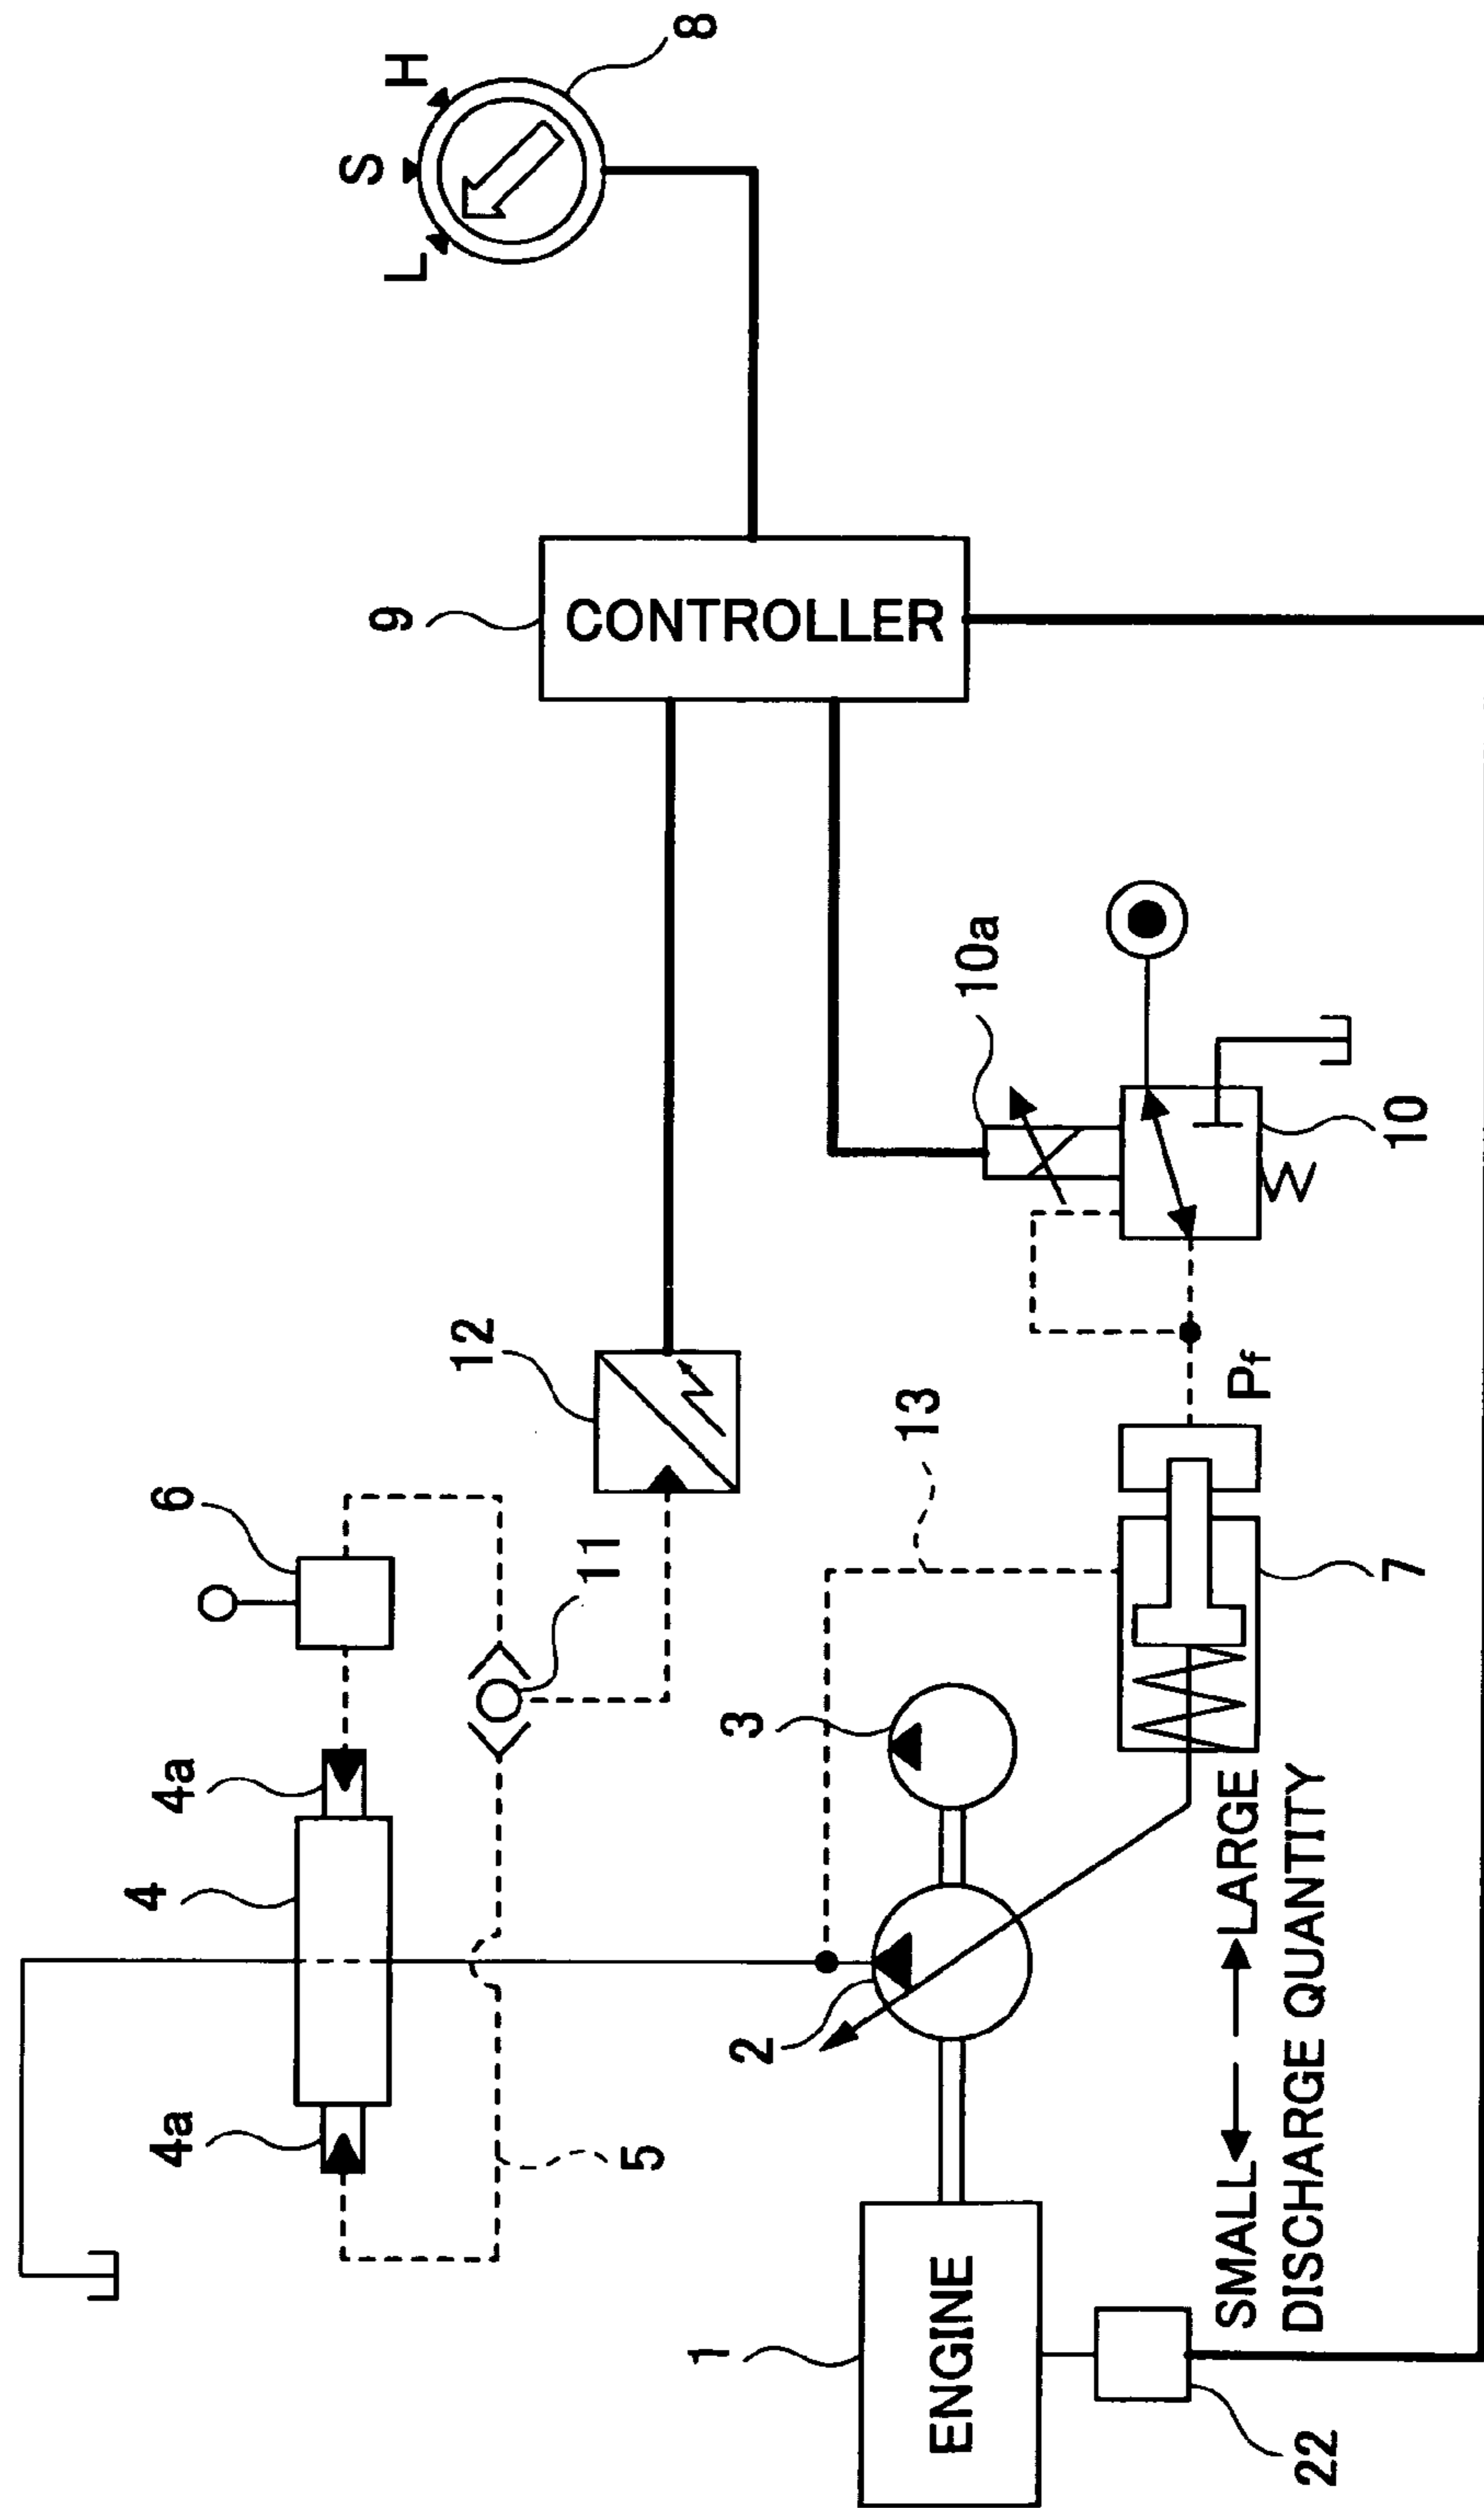 4a
4
4a
6
5
11
12
L
S
H
8
9
CONTROLLER
1
ENGINE
2
3
13
10a
22
SMALL
LARGE
DISCHARGE QUANTITY
7
Pf
10